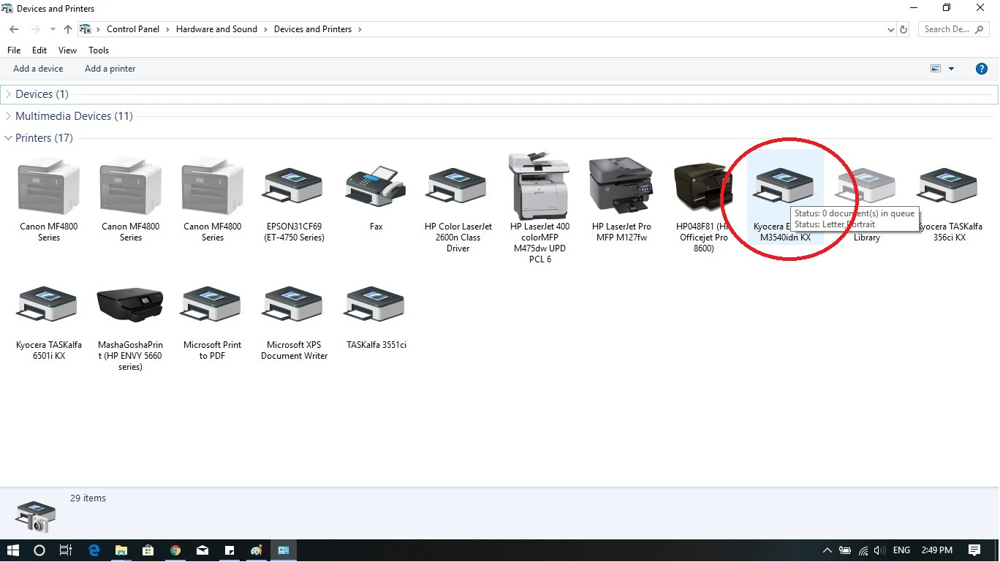 Devices and Printers
Control Panel
Hardware and Sound
Devices and Printers
Search De...
File
Edit
View
Tools
Add a device
Add a printer
?
Devices (1)
Multimedia Devices (11)
Printers (17)
Canon MF4800
Series
Canon MF4800
Series
Canon MF4800
Series
EPSON31CF69
(ET-4750 Series)
Fax
HP Color LaserJet
2600n Class
Driver
HP LaserJet 400
colorMFP
M475dw UPD
PCL 6
HP LaserJet Pro
MFP M127fw
HP048F81 (HP
Officejet Pro
8600)
Kyocera
M3540idn KX
Status: 0 document(s) in queue
Status: Letter, Portrait
Library
Kyocera TASKalfa
356ci KX
Kyocera TASKalfa
6501i KX
MashaGoshaPrin
t (HP ENVY 5660
series)
Microsoft Print
to PDF
Microsoft XPS
Document Writer
TASKalfa 3551ci
29 items
ENG
2:49 PM